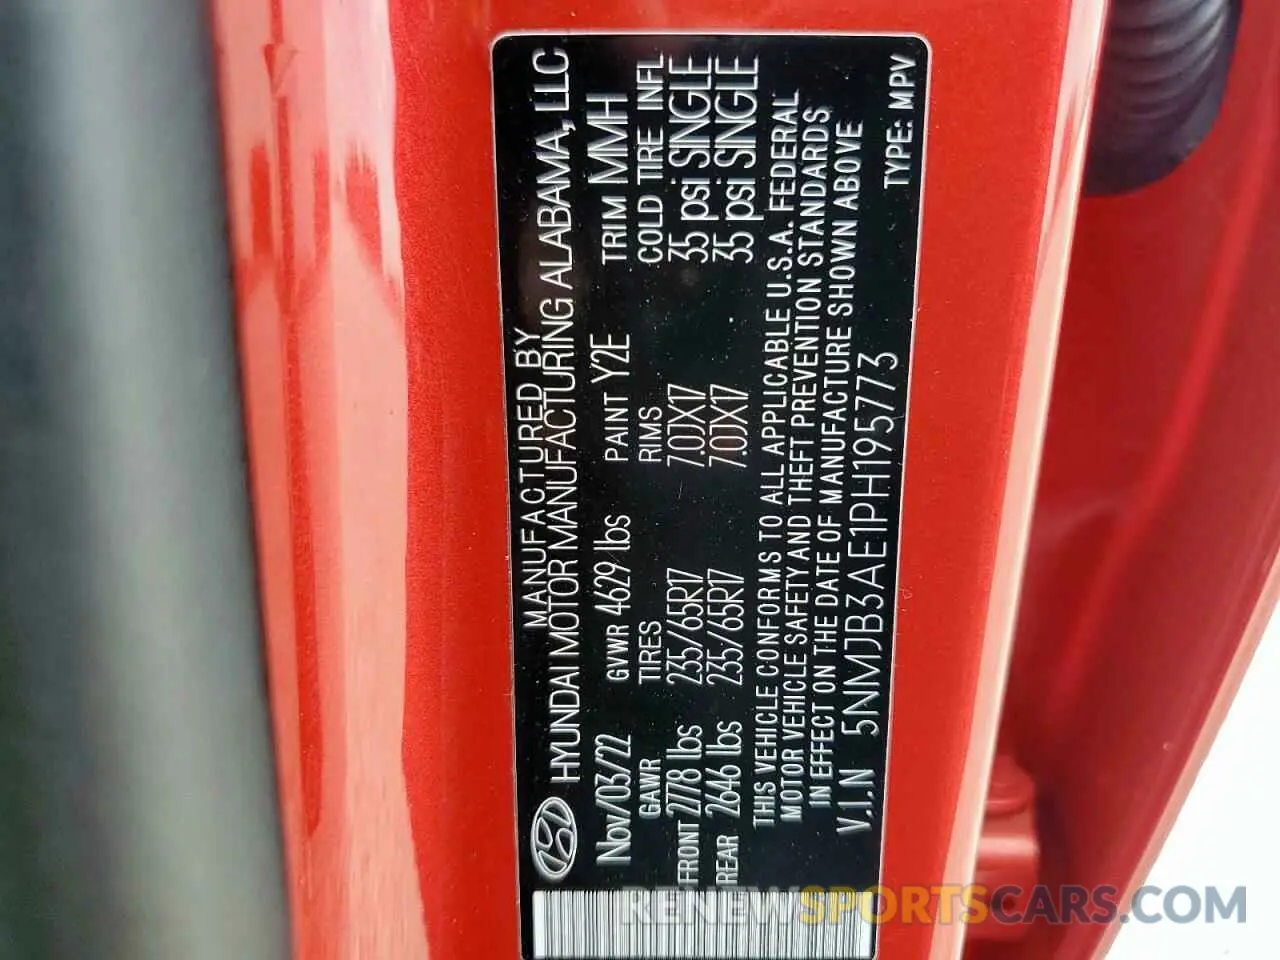 MANUFACTURED BY
HYUNDAI MOTOR MANUFACTURING ALABAMA, LLC
Nov/03/22 GVWR 4629 lbs PAINT Y2E TRIM MMH
GAWR TIRES RIMS COLD TIRE INFL
FRONT 2778 lbs 235/65R17 7.0JX17 35 psi SINGLE
REAR 2646 lbs 235/65R17 7.0JX17 35 psi SINGLE
THIS VEHICLE CONFORMS TO ALL APPLICABLE U.S.A. FEDERAL
MOTOR VEHICLE SAFETY AND THEFT PREVENTION STANDARDS
IN EFFECT ON THE DATE OF MANUFACTURE SHOWN ABOVE
V.I.N 5NMJB3AE1PH195773 TYPE: MPV
RENEWSPORTSCARS.COM